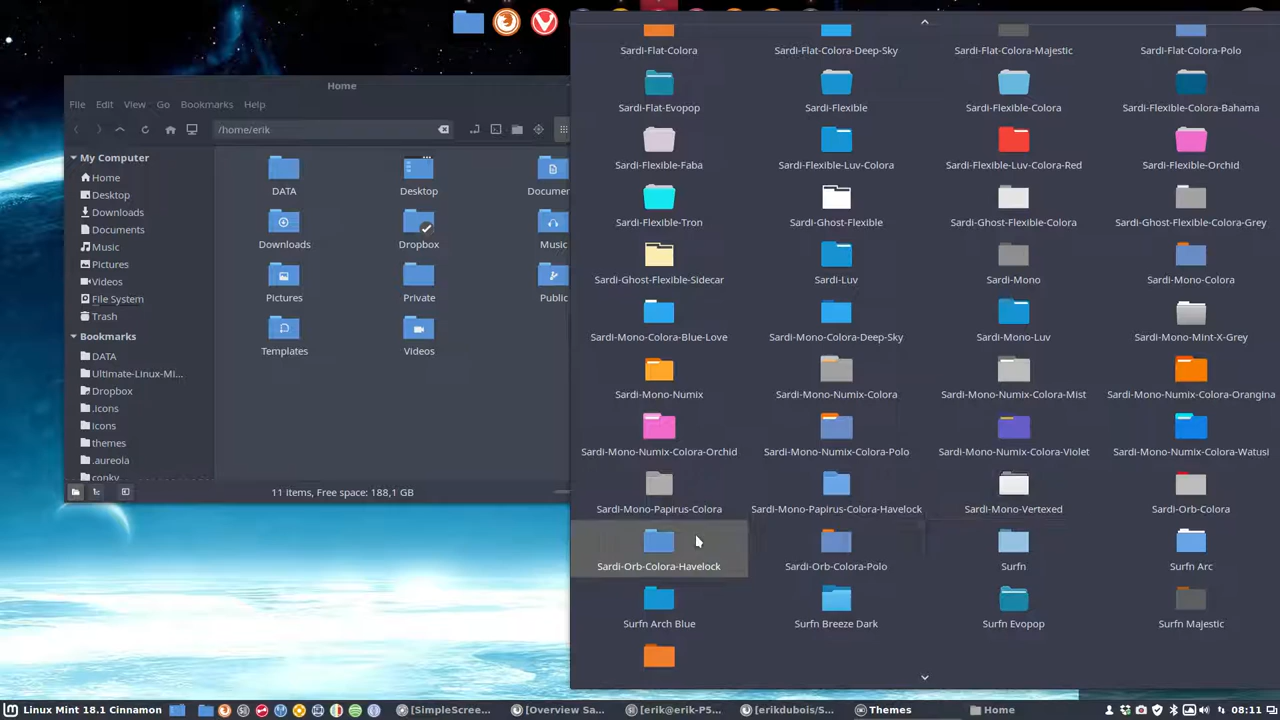 Home
File Edit View Go Bookmarks Help
/home/erik
My Computer
Home
Desktop
Downloads
Documents
Music
Pictures
Videos
File System
Trash
Bookmarks
DATA
Ultimate-Linux-Mi...
Dropbox
.Icons
icons
themes
.aureola
conky
DATA Desktop Documen
Downloads Dropbox Music
Pictures Private Public
Templates Videos
11 items, Free space: 188,1 GB
Sardi-Flat-Colora Sardi-Flat-Colora-Deep-Sky Sardi-Flat-Colora-Majestic Sardi-Flat-Colora-Polo
Sardi-Flat-Evopop Sardi-Flexible Sardi-Flexible-Colora Sardi-Flexible-Colora-Bahama
Sardi-Flexible-Faba Sardi-Flexible-Luv-Colora Sardi-Flexible-Luv-Colora-Red Sardi-Flexible-Orchid
Sardi-Flexible-Tron Sardi-Ghost-Flexible Sardi-Ghost-Flexible-Colora Sardi-Ghost-Flexible-Colora-Grey
Sardi-Ghost-Flexible-Sidecar Sardi-Luv Sardi-Mono Sardi-Mono-Colora
Sardi-Mono-Colora-Blue-Love Sardi-Mono-Colora-Deep-Sky Sardi-Mono-Luv Sardi-Mono-Mint-X-Grey
Sardi-Mono-Numix Sardi-Mono-Numix-Colora Sardi-Mono-Numix-Colora-Mist Sardi-Mono-Numix-Colora-Orangina
Sardi-Mono-Numix-Colora-Orchid Sardi-Mono-Numix-Colora-Polo Sardi-Mono-Numix-Colora-Violet Sardi-Mono-Numix-Colora-Watusi
Sardi-Mono-Papirus-Colora Sardi-Mono-Papirus-Colora-Havelock Sardi-Mono-Vertexed Sardi-Orb-Colora
Sardi-Orb-Colora-Havelock Sardi-Orb-Colora-Polo Surfn Surfn Arc
Surfn Arch Blue Surfn Breeze Dark Surfn Evopop Surfn Majestic
Linux Mint 18.1 Cinnamon [SimpleScree... [Overview Sa... [erik@erik-P5... [erikdubois/S... Themes Home 08:11